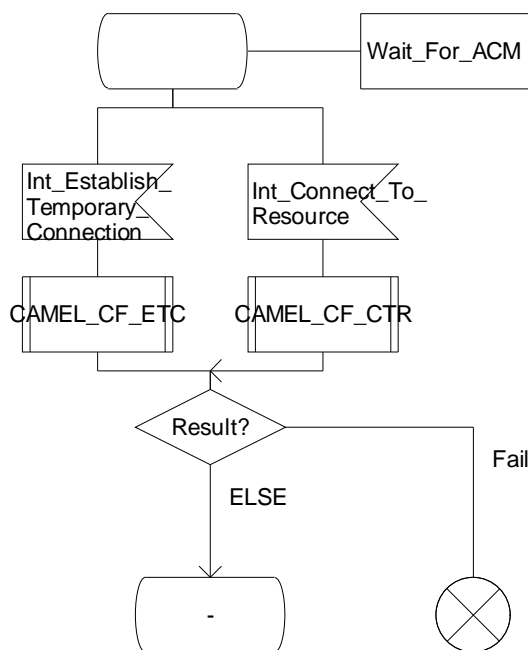 Wait_For_ACM
Int_Establish_
Temporary_
Connection
Int_Connect_To_
Resource
CAMEL_CF_ETC
CAMEL_CF_CTR
Result?
Fail
ELSE
-